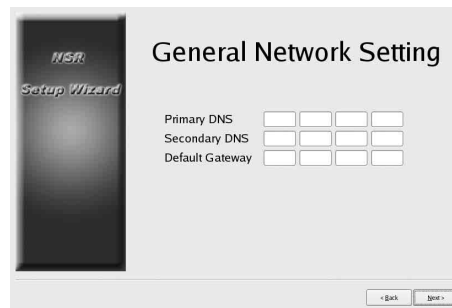 NSR
Setup Wizard
General Network Setting
Primary DNS
Secondary DNS
Default Gateway
< Back
Next >